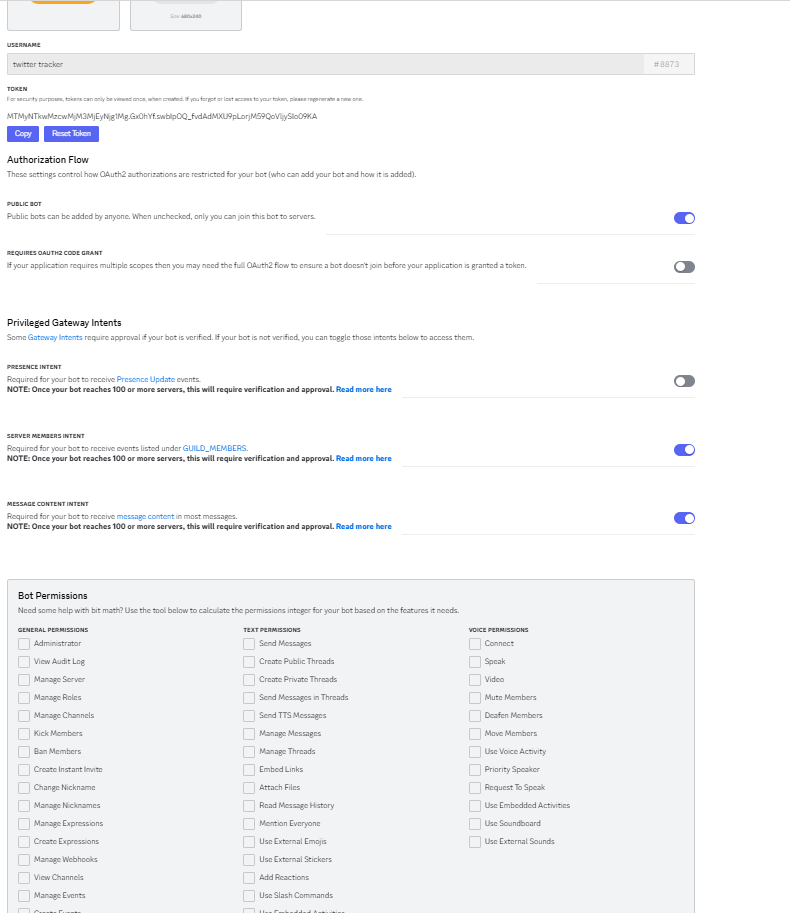 Size: 680x240
USERNAME
twitter tracker
#8873
TOKEN
For security purposes, tokens can only be viewed once, when created. If you forgot or lost access to your token, please regenerate a new one.
Copy Reset Token
Authorization Flow
These settings control how OAuth2 authorizations are restricted for your bot (who can add your bot and how it is added).
PUBLIC BOT
Public bots can be added by anyone. When unchecked, only you can join this bot to servers.
REQUIRES OAUTH2 CODE GRANT
If your application requires multiple scopes then you may need the full OAuth2 flow to ensure a bot doesn't join before your application is granted a token.
Privileged Gateway Intents
Some Gateway Intents require approval if your bot is verified. If your bot is not verified, you can toggle those intents below to access them.
PRESENCE INTENT
Required for your bot to receive Presence Update events.
NOTE: Once your bot reaches 100 or more servers, this will require verification and approval. Read more here
SERVER MEMBERS INTENT
Required for your bot to receive events listed under GUILD_MEMBERS.
NOTE: Once your bot reaches 100 or more servers, this will require verification and approval. Read more here
MESSAGE CONTENT INTENT
Required for your bot to receive message content in most messages.
NOTE: Once your bot reaches 100 or more servers, this will require verification and approval. Read more here
Bot Permissions
Need some help with bit math? Use the tool below to calculate the permissions integer for your bot based on the features it needs.
GENERAL PERMISSIONS
Administrator
View Audit Log
Manage Server
Manage Roles
Manage Channels
Kick Members
Ban Members
Create Instant Invite
Change Nickname
Manage Nicknames
Manage Expressions
Create Expressions
Manage Webhooks
View Channels
Manage Events
Create Events
TEXT PERMISSIONS
Send Messages
Create Public Threads
Create Private Threads
Send Messages in Threads
Send TTS Messages
Manage Messages
Manage Threads
Embed Links
Attach Files
Read Message History
Mention Everyone
Use External Emojis
Use External Stickers
Add Reactions
Use Slash Commands
Use Embedded Activities
VOICE PERMISSIONS
Connect
Speak
Video
Mute Members
Deafen Members
Move Members
Use Voice Activity
Priority Speaker
Request To Speak
Use Embedded Activities
Use Soundboard
Use External Sounds